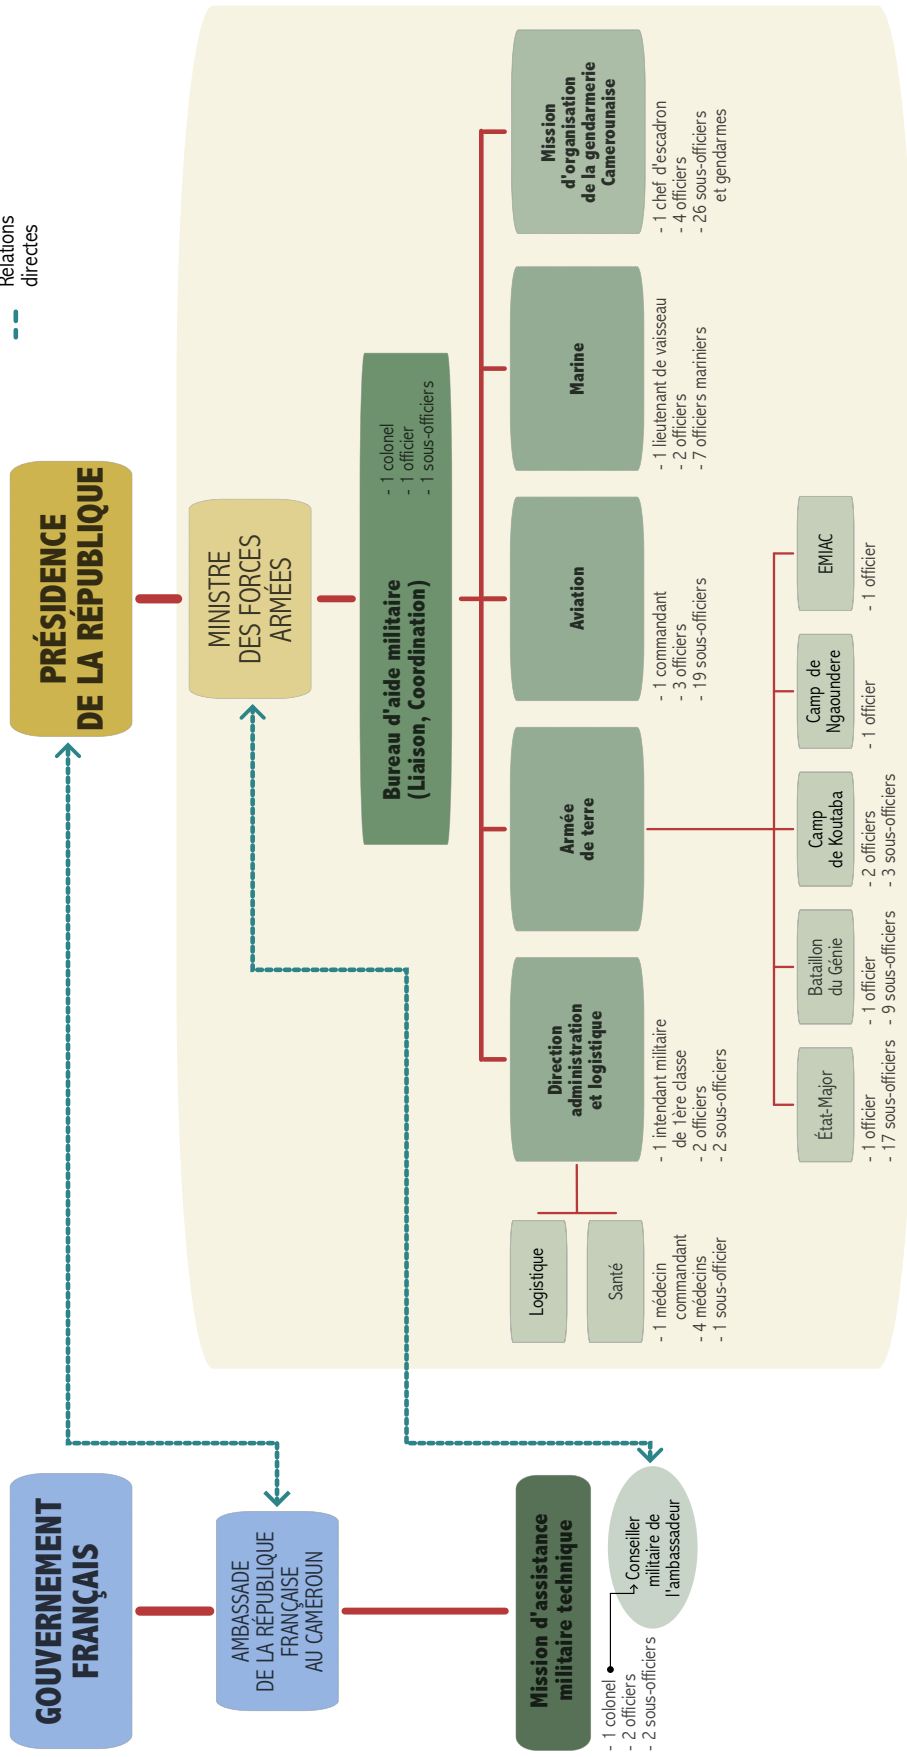 Relations
directes
GOUVERNEMENT
FRANÇAIS
PRÉSIDENCE
DE LA RÉPUBLIQUE
AMBASSADE
DE LA RÉPUBLIQUE
FRANÇAISE
AU CAMEROUN
MINISTRE
DES FORCES
ARMÉES
Bureau d'aide militaire
(Liaison, Coordination)
- 1 colonel
- 1 officier
- 1 sous-officiers
Mission d'assistance
militaire technique
- 1 colonel
- 2 officiers
- 2 sous-officiers
Conseiller
militaire de
l'ambassadeur
Logistique
Santé
- 1 médecin
commandant
- 4 médecins
- 1 sous-officier
Direction
administration
et logistique
- 1 intendant militaire
de 1ère classe
- 2 officiers
- 2 sous-officiers
Armée
de terre
Aviation
- 1 commandant
- 3 officiers
- 19 sous-officiers
Marine
- 1 lieutenant de vaisseau
- 2 officiers
- 7 officiers mariniers
Mission
d'organisation
de la gendarmerie
Camerounaise
- 1 chef d'escadron
- 4 officiers
- 26 sous-officiers
et gendarmes
État-Major
- 1 officier
- 17 sous-officiers
Bataillon
du Génie
- 1 officier
- 9 sous-officiers
Camp
de Koutaba
- 2 officiers
- 3 sous-officiers
Camp de
Ngaoundere
- 1 officier
EMIAC
- 1 officier